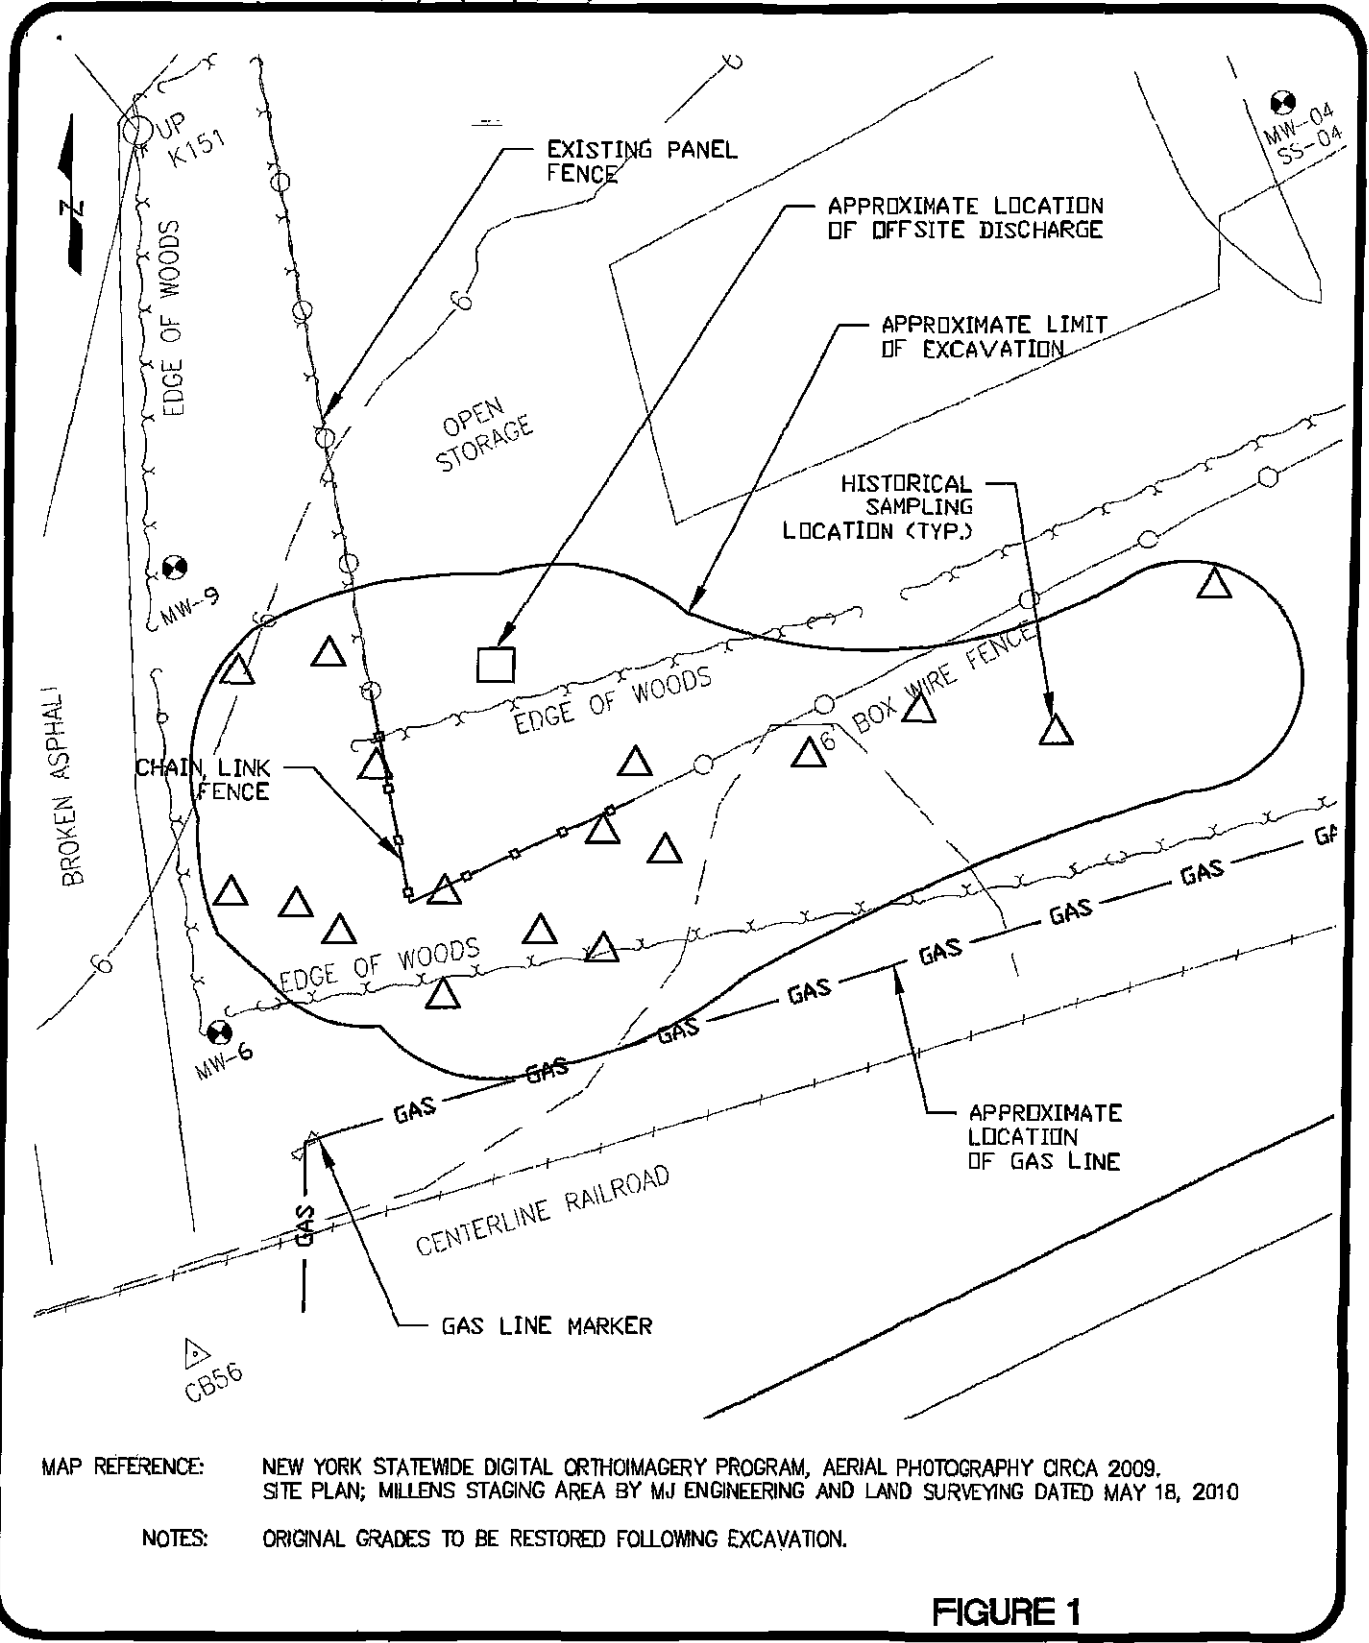 UP
K151
EXISTING PANEL
FENCE
MW-04
SS-04
Z
EDGE OF WOODS
APPROXIMATE LOCATION
OF OFFSITE DISCHARGE
6
APPROXIMATE LIMIT
OF EXCAVATION
OPEN
STORAGE
HISTORICAL
SAMPLING
LOCATION (TYP.)
MW-9
6
EDGE OF WOODS
6' BOX WIRE FENCE
BROKEN ASPHALT
CHAIN LINK
FENCE
EDGE OF WOODS
6
MW-6
GAS
GAS
GAS
GAS
GAS
GAS
GAS
GA
APPROXIMATE
LOCATION
OF GAS LINE
GAS
CENTERLINE RAILROAD
GAS LINE MARKER
CB56
MAP REFERENCE: NEW YORK STATEWIDE DIGITAL ORTHOIMAGERY PROGRAM, AERIAL PHOTOGRAPHY CIRCA 2009.
SITE PLAN; MILLENS STAGING AREA BY MJ ENGINEERING AND LAND SURVEYING DATED MAY 18, 2010
NOTES: ORIGINAL GRADES TO BE RESTORED FOLLOWING EXCAVATION.
FIGURE 1